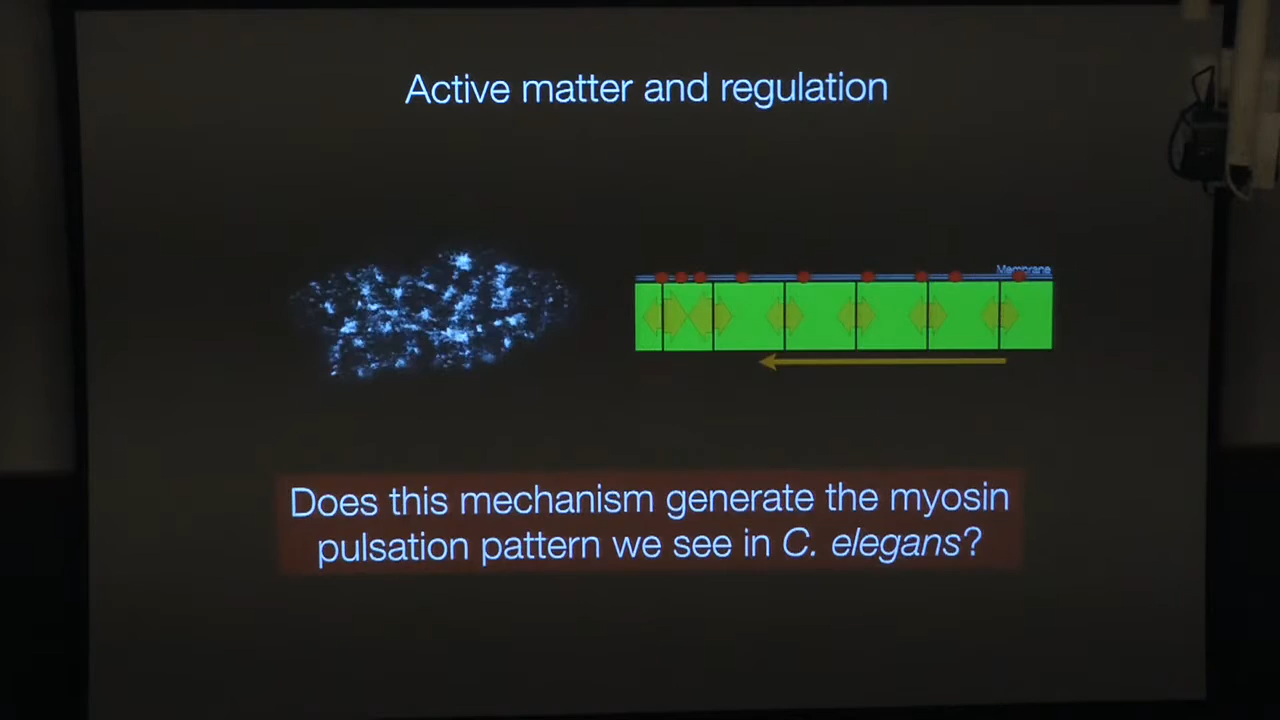 Active matter and regulation
Membrane
Does this mechanism generate the myosin
pulsation pattern we see in C. elegans?